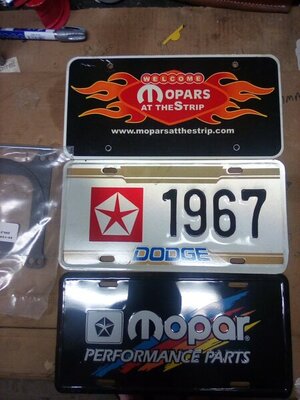 WELCOME
MOPARS
AT THE STRIP
www.moparsatthestrip.com
1967
DODGE
mopar®
PERFORMANCE PARTS